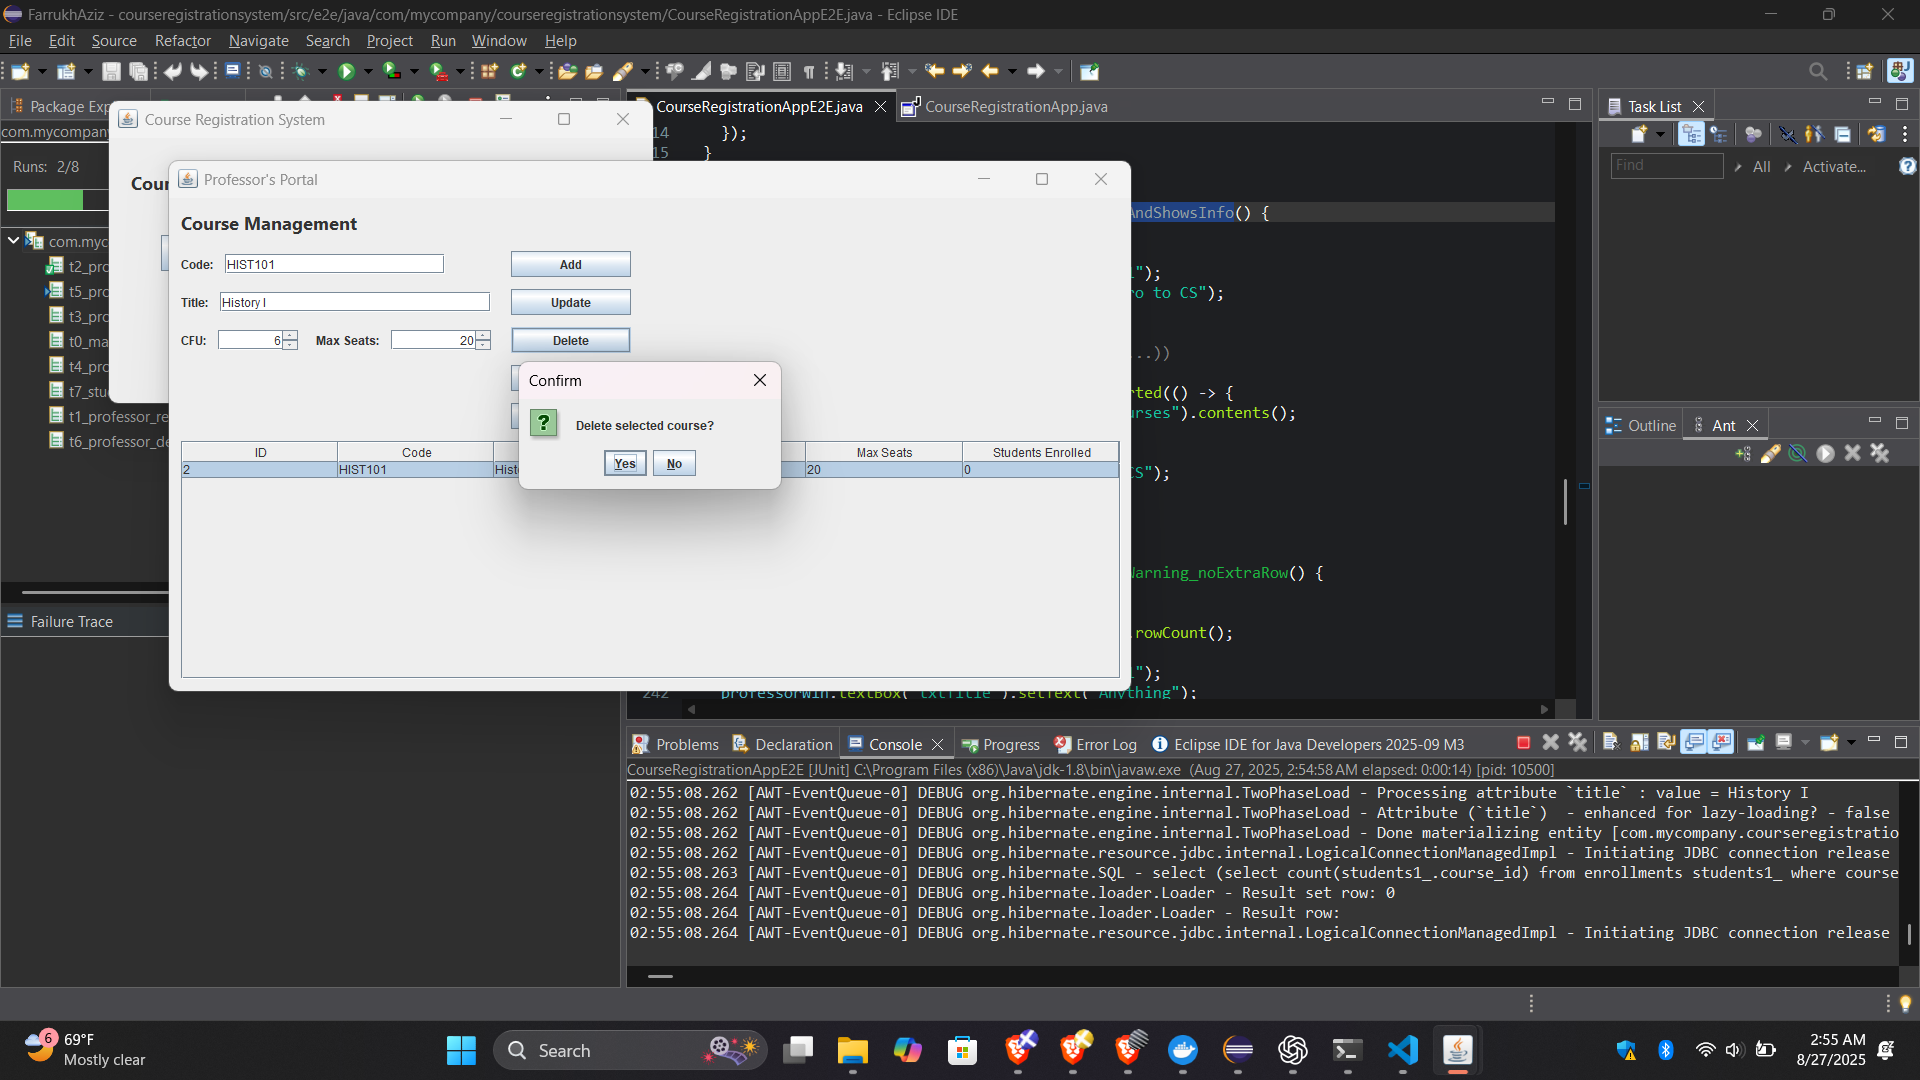 FarrukhAziz - courseregistrationsystem/src/e2e/java/com/mycompany/courseregistrationsystem/CourseRegistrationAppE2E.java - Eclipse IDE
File Edit Source Refactor Navigate Search Project Run Window Help
Package Exp
com.mycompan
Runs: 2/8
com.myc
t2_pro
t5_pro
t3_pro
t0_ma
t4_pro
t7_stu
t1_professor_re
t6_professor_de
Failure Trace
Course Registration System
Cour
Professor's Portal
Course Management
Code: HIST101 Add
Title: History I Update
CFU: 6 Max Seats: 20 Delete
Confirm
Delete selected course?
Yes No
ID Code Max Seats Students Enrolled
2 HIST101 Hist 20 0
CourseRegistrationAppE2E.java CourseRegistrationApp.java
14 });
15 }
AndShowsInfo() {
");
ro to CS");
..))
rted(() -> {
urses").contents();
CS");
Warning_noExtraRow() {
.rowCount();
");
242 professorWin.textBox("txtTitle").setText("Anything");
Task List
Find All Activate...
Outline Ant
Problems Declaration Console Progress Error Log Eclipse IDE for Java Developers 2025-09 M3
CourseRegistrationAppE2E [JUnit] C:\Program Files (x86)\Java\jdk-1.8\bin\javaw.exe (Aug 27, 2025, 2:54:58 AM elapsed: 0:00:14) [pid: 10500]
02:55:08.262 [AWT-EventQueue-0] DEBUG org.hibernate.engine.internal.TwoPhaseLoad - Processing attribute `title` : value = History I
02:55:08.262 [AWT-EventQueue-0] DEBUG org.hibernate.engine.internal.TwoPhaseLoad - Attribute (`title`)  - enhanced for lazy-loading? - false
02:55:08.262 [AWT-EventQueue-0] DEBUG org.hibernate.engine.internal.TwoPhaseLoad - Done materializing entity [com.mycompany.courseregistratio
02:55:08.262 [AWT-EventQueue-0] DEBUG org.hibernate.resource.jdbc.internal.LogicalConnectionManagedImpl - Initiating JDBC connection release
02:55:08.263 [AWT-EventQueue-0] DEBUG org.hibernate.SQL - select (select count(students1_.course_id) from enrollments students1_ where course
02:55:08.264 [AWT-EventQueue-0] DEBUG org.hibernate.loader.Loader - Result set row: 0
02:55:08.264 [AWT-EventQueue-0] DEBUG org.hibernate.loader.Loader - Result row:
02:55:08.264 [AWT-EventQueue-0] DEBUG org.hibernate.resource.jdbc.internal.LogicalConnectionManagedImpl - Initiating JDBC connection release
6 69°F
Mostly clear
Search
2:55 AM
8/27/2025